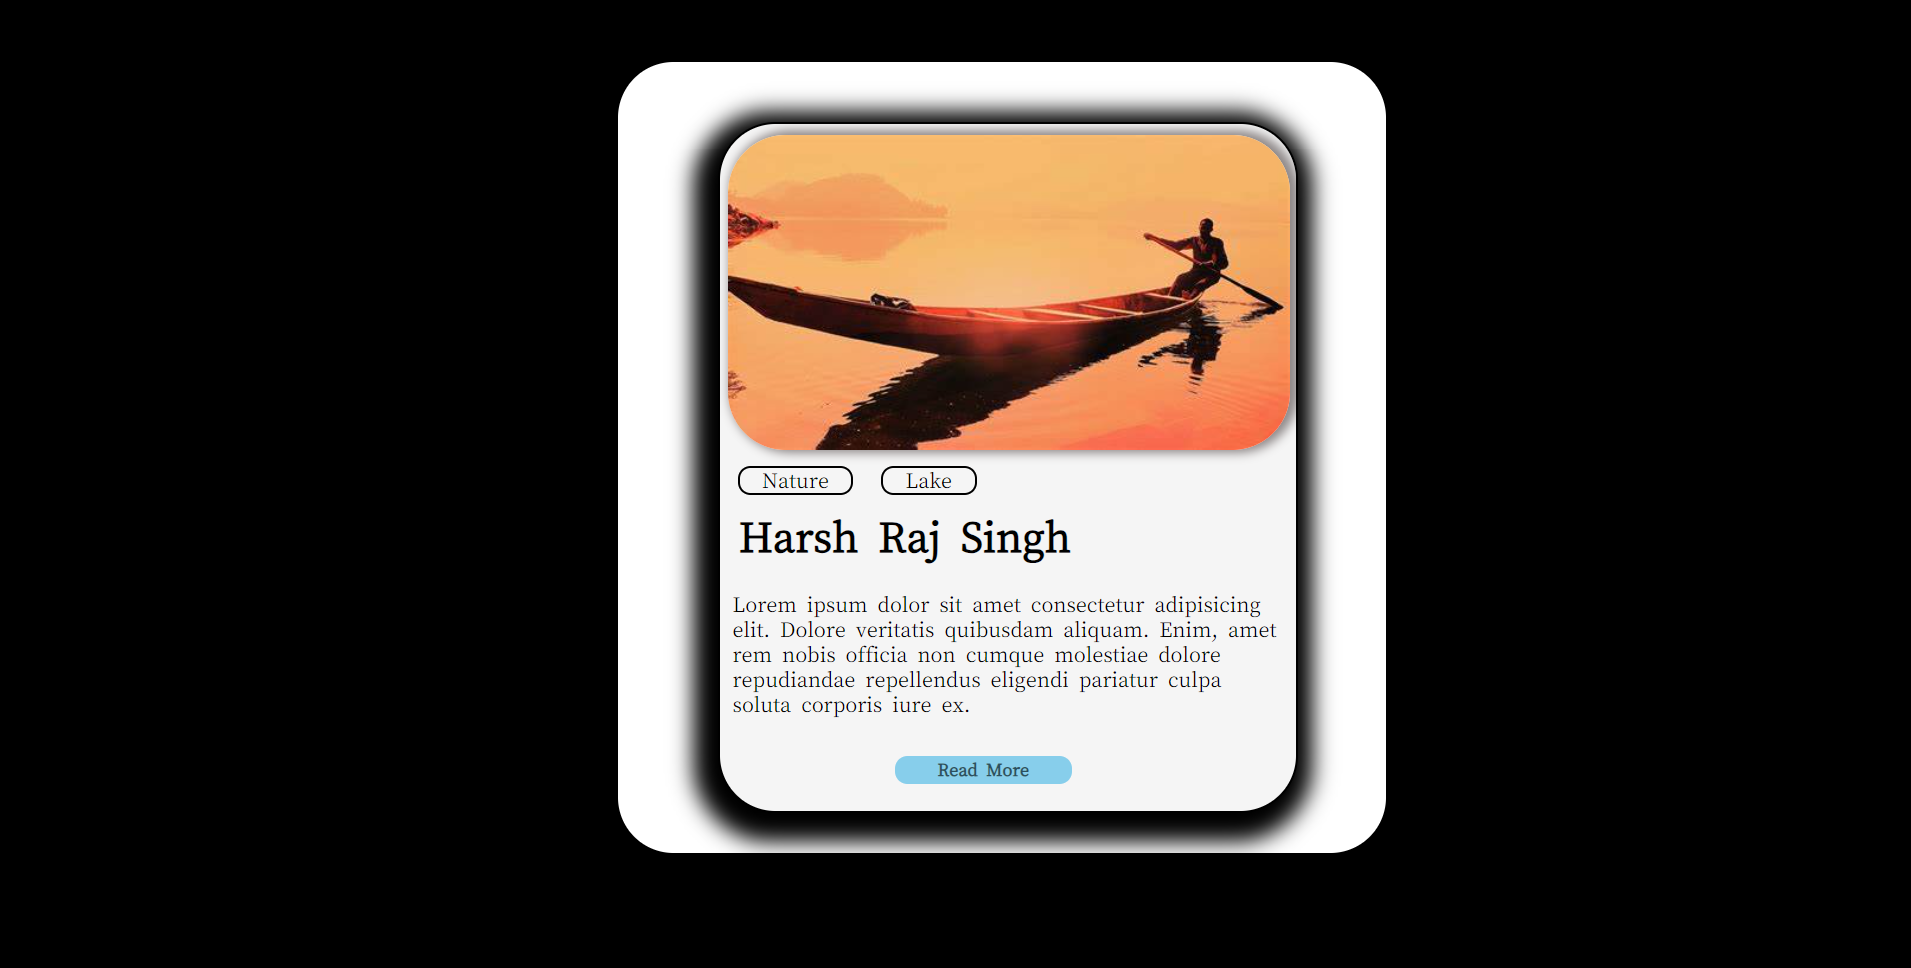 Nature Lake
Harsh Raj Singh
Lorem ipsum dolor sit amet consectetur adipisicing
elit. Dolore veritatis quibusdam aliquam. Enim, amet
rem nobis officia non cumque molestiae dolore
repudiandae repellendus eligendi pariatur culpa
soluta corporis iure ex.
Read More